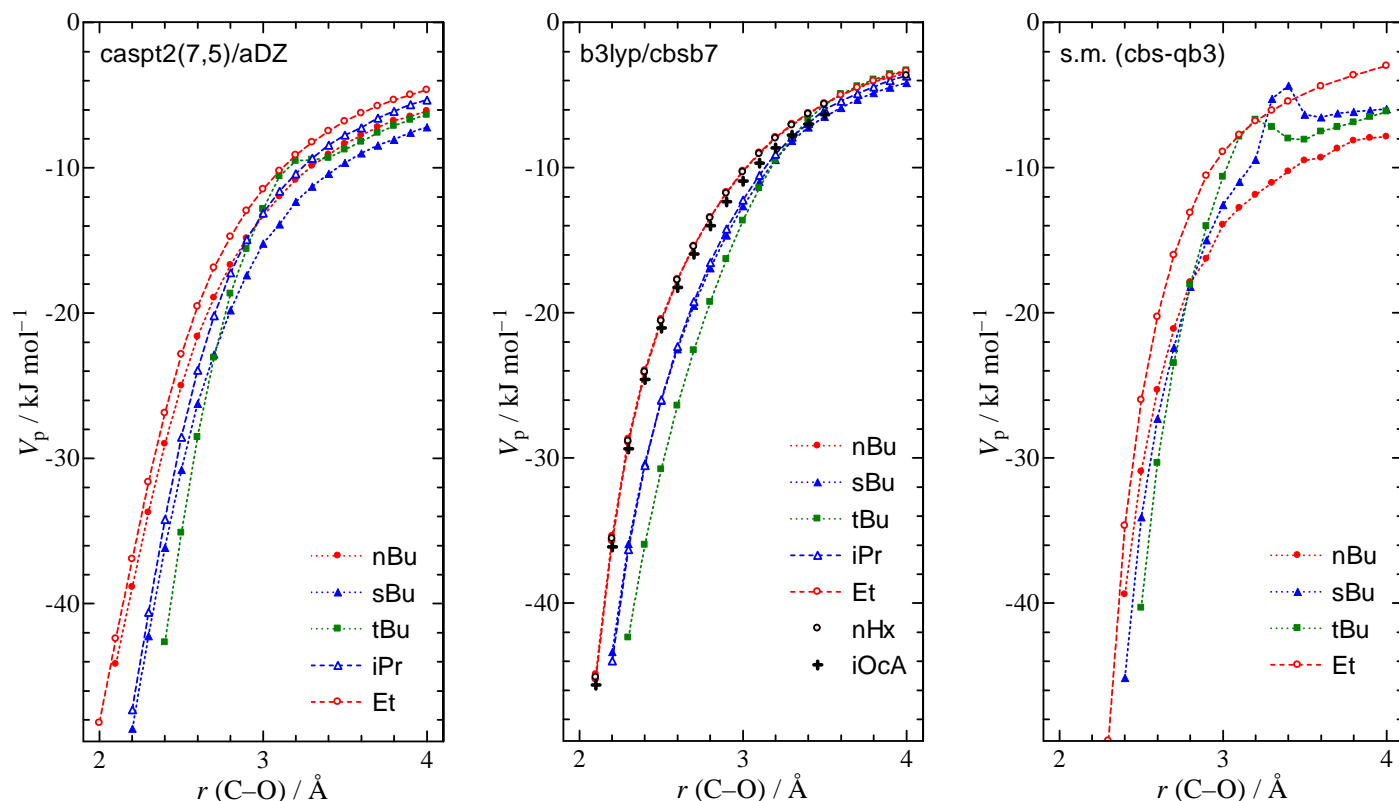 caspt2(7,5)/aDZ
0
-10
-20
-30
-40
V_p / kJ mol⁻¹
nBu
sBu
tBu
iPr
Et
2 3 4
r (C–O) / Å
b3lyp/cbsb7
0
-10
-20
-30
-40
V_p / kJ mol⁻¹
nBu
sBu
tBu
iPr
Et
nHx
iOcA
2 3 4
r (C–O) / Å
s.m. (cbs-qb3)
0
-10
-20
-30
-40
V_p / kJ mol⁻¹
nBu
sBu
tBu
Et
2 3 4
r (C–O) / Å